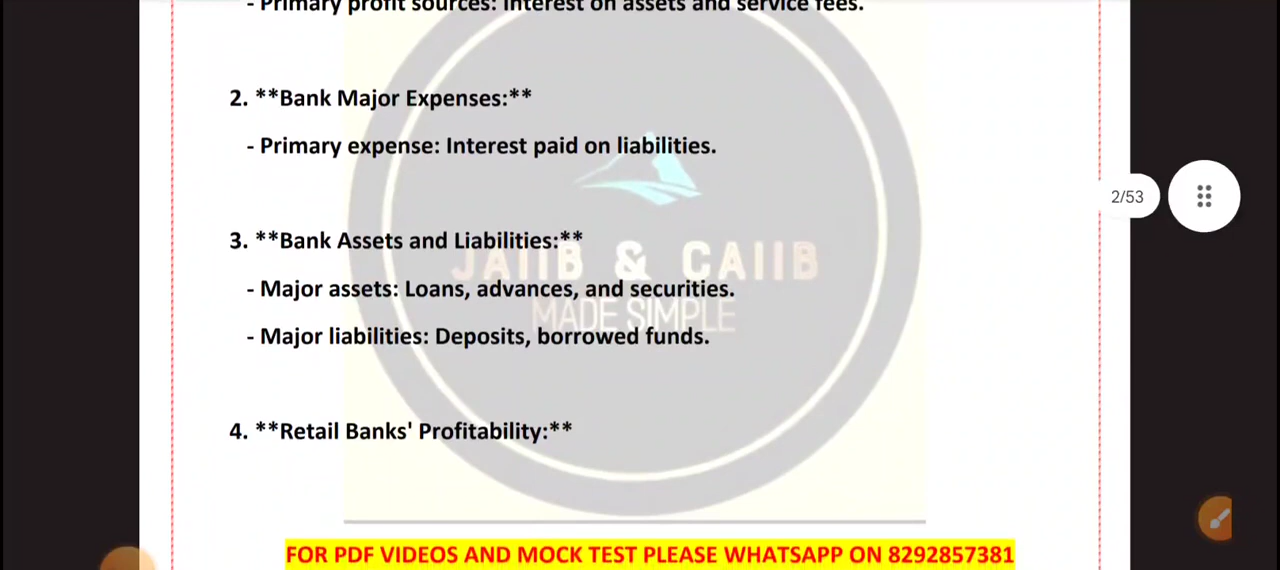 - Primary profit sources: Interest on assets and service fees.
2. **Bank Major Expenses:**
- Primary expense: Interest paid on liabilities.
2/53
3. **Bank Assets and Liabilities:**
JAIIB & CAIIB
- Major assets: Loans, advances, and securities.
MADE SIMPLE
- Major liabilities: Deposits, borrowed funds.
4. **Retail Banks' Profitability:**
FOR PDF VIDEOS AND MOCK TEST PLEASE WHATSAPP ON 8292857381